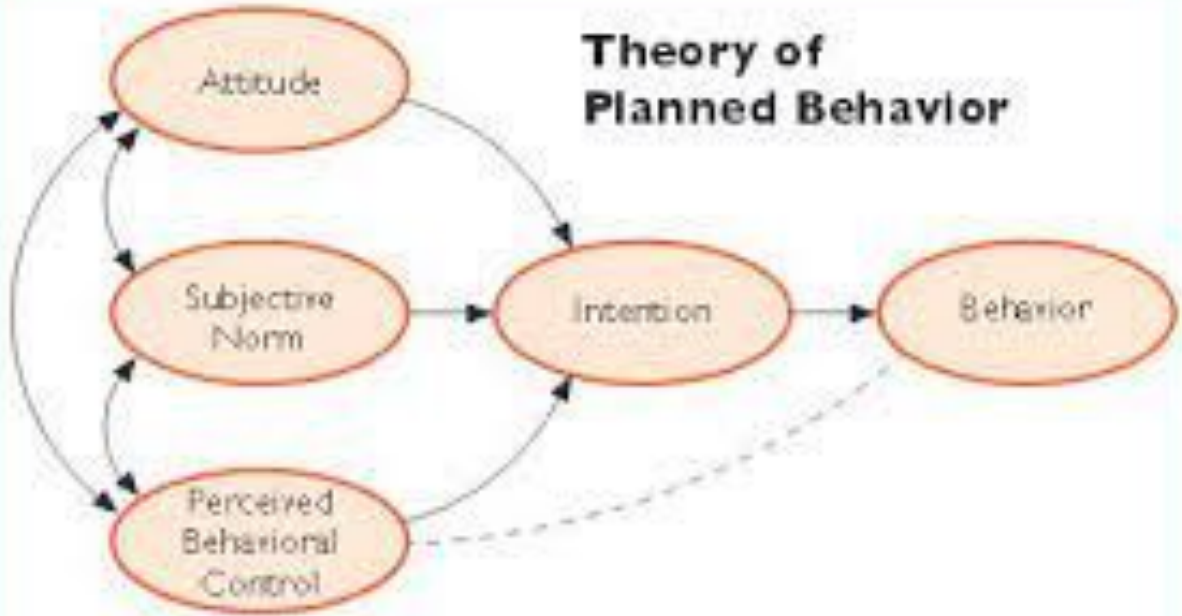 Theory of
Planned Behavior
Attitude
Subjective
Norm
Intention
Behavior
Perceived
Behavioral
Control